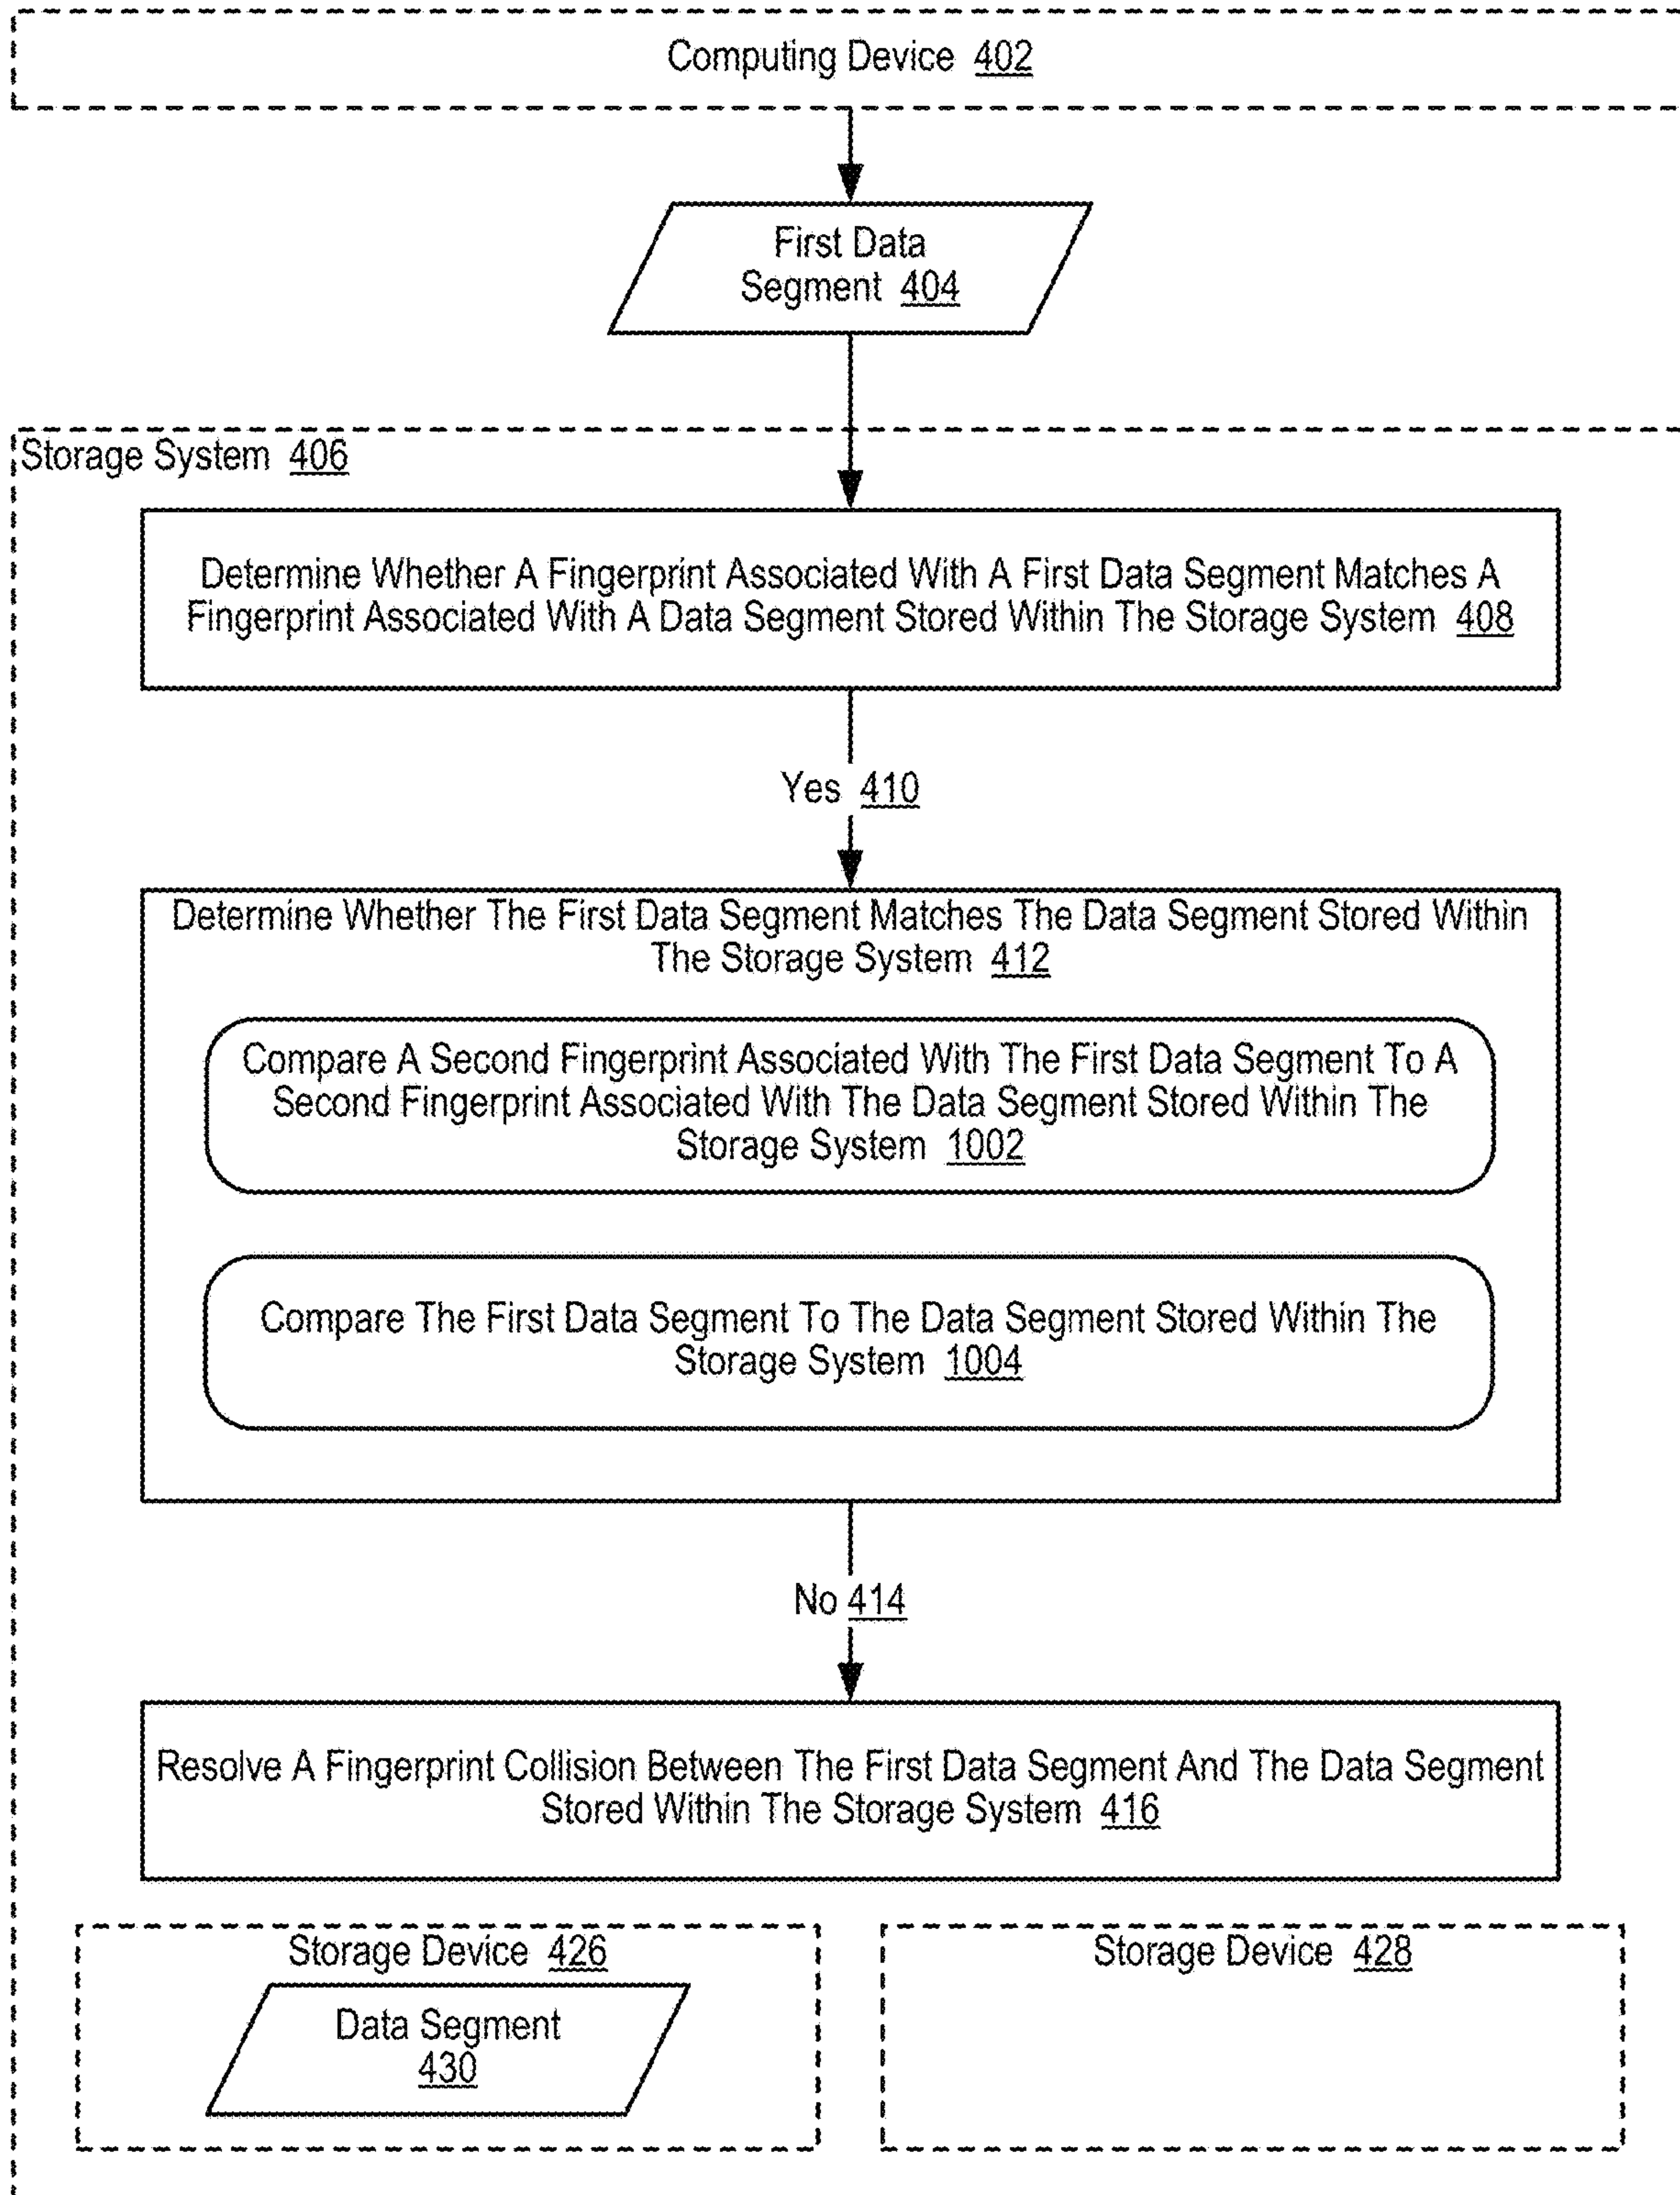 Computing Device 402
First Data
Segment 404
Storage System 406
Determine Whether A Fingerprint Associated With A First Data Segment Matches A
Fingerprint Associated With A Data Segment Stored Within The Storage System 408
Yes 410
Determine Whether The First Data Segment Matches The Data Segment Stored Within
The Storage System 412
Compare A Second Fingerprint Associated With The First Data Segment To A
Second Fingerprint Associated With The Data Segment Stored Within The
Storage System 1002
Compare The First Data Segment To The Data Segment Stored Within The
Storage System 1004
No 414
Resolve A Fingerprint Collision Between The First Data Segment And The Data Segment
Stored Within The Storage System 416
Storage Device 426
Data Segment
430
Storage Device 428